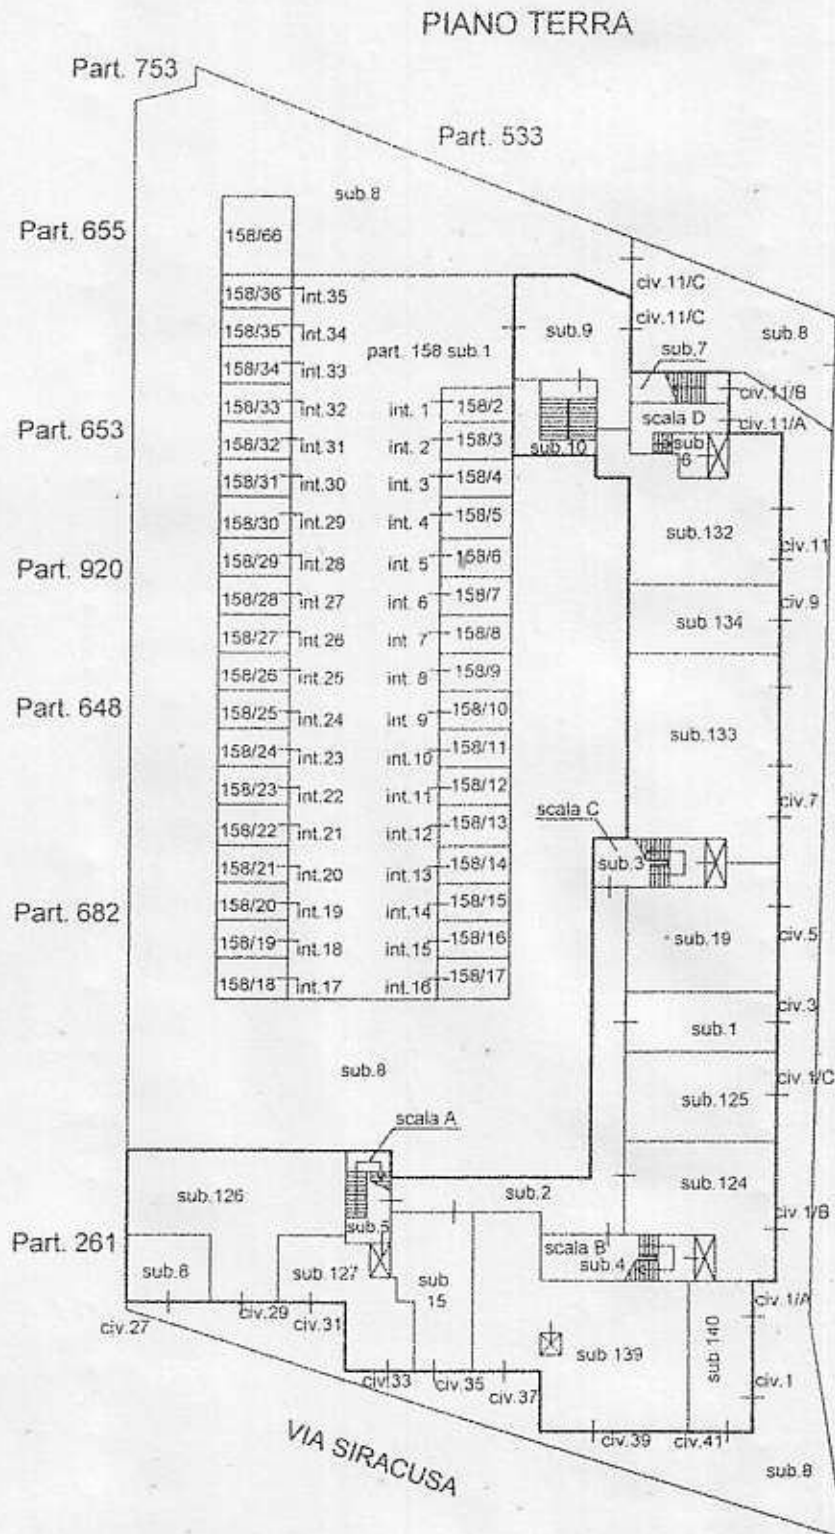 PIANO TERRA
Part. 753
Part. 533
sub.8
Part. 655
158/66
civ.11/C
158/36 int.35
civ.11/C
sub.9
sub.8
158/35 int.34
part. 158 sub.1
sub.7
158/34 int.33
civ.11/B
158/33 int.32
int. 1 158/2
scala D
civ.11/A
Part. 653
158/32 int.31
int. 2 158/3
sub.10
sub 6
158/31 int.30
int. 3 158/4
158/30 int.29
int. 4 158/5
sub.132
civ.11
Part. 920
158/29 int.28
int. 5 158/6
158/28 int 27
int. 6 158/7
civ.9
158/27 int.26
int. 7 158/8
sub 134
158/26 int.25
int. 8 158/9
Part. 648
158/25 int.24
int. 9 158/10
sub.133
158/24 int.23
int.10 158/11
158/23 int.22
int.11 158/12
civ.7
scala C
158/22 int.21
int.12 158/13
158/21 int.20
int.13 158/14
sub.3
Part. 682
158/20 int.19
int.14 158/15
158/19 int.18
int.15 158/16
sub.19
civ.5
158/18 int.17
int.16 158/17
civ.3
sub.1
sub.8
civ.1/C
sub.125
scala A
sub.126
sub.2
sub.124
civ 1/B
sub.5
Part. 261
scala B
sub.4
sub.8
sub.127
sub 15
civ.1/A
civ.27
civ.29
civ.31
sub 139
sub 140
civ.33
civ.35
civ.37
civ.1
VIA SIRACUSA
civ.39
civ.41
sub.8